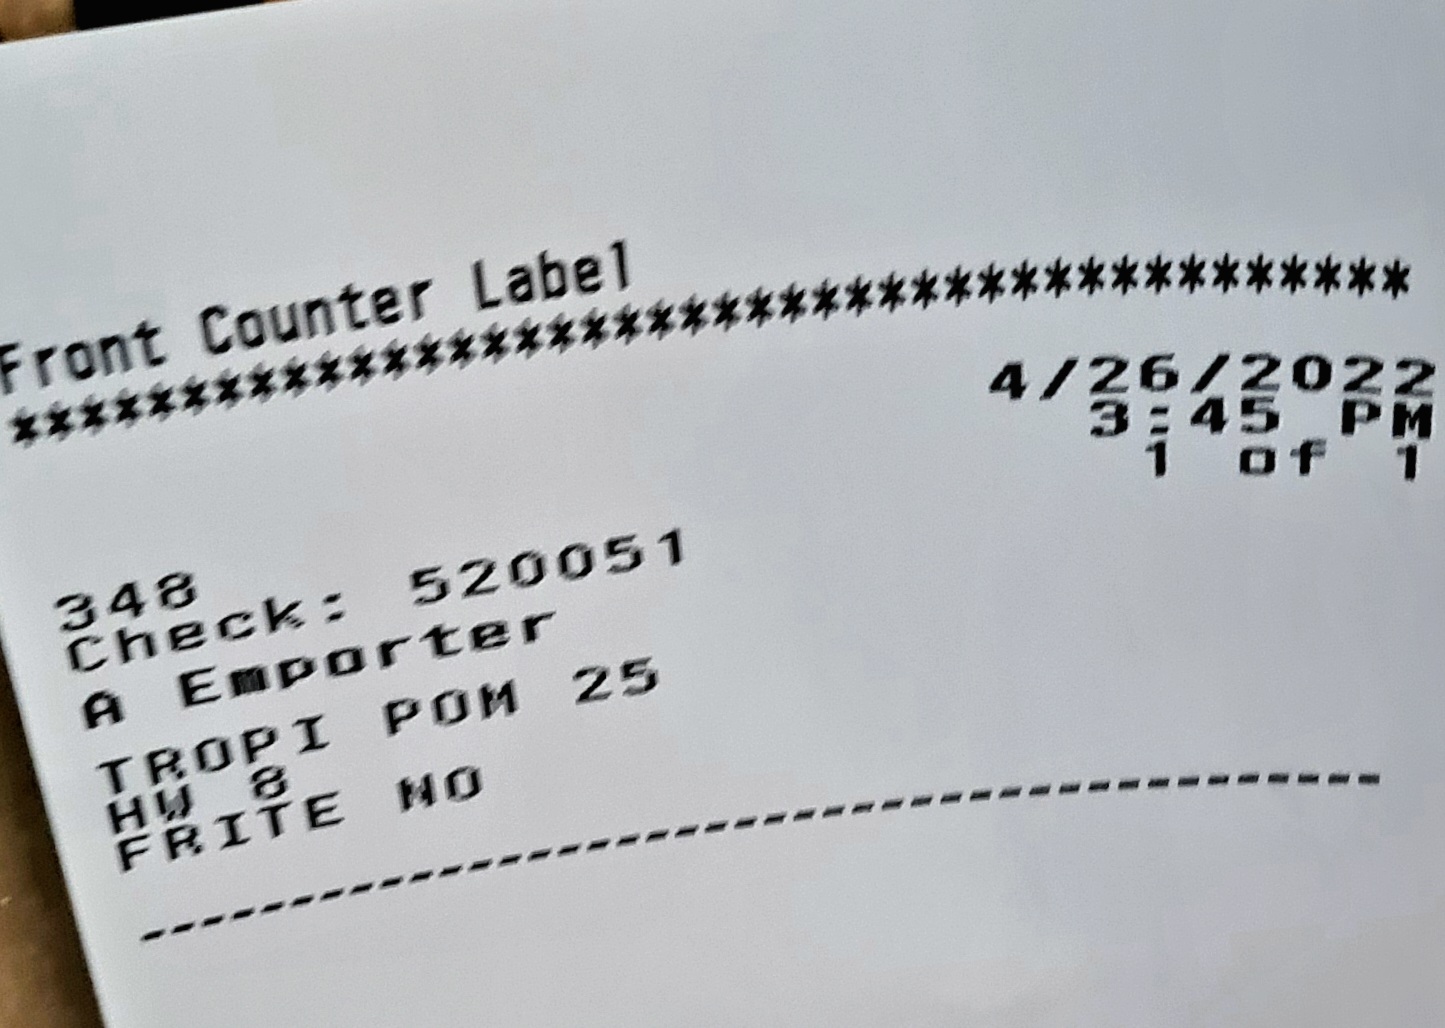 Front Counter Label
******************************************
4/26/2022
3:45 PM
1 of 1
348
Check: 520051
A Emporter
TROPI POM 25
HW 8
FRITE NO
------------------------------------------